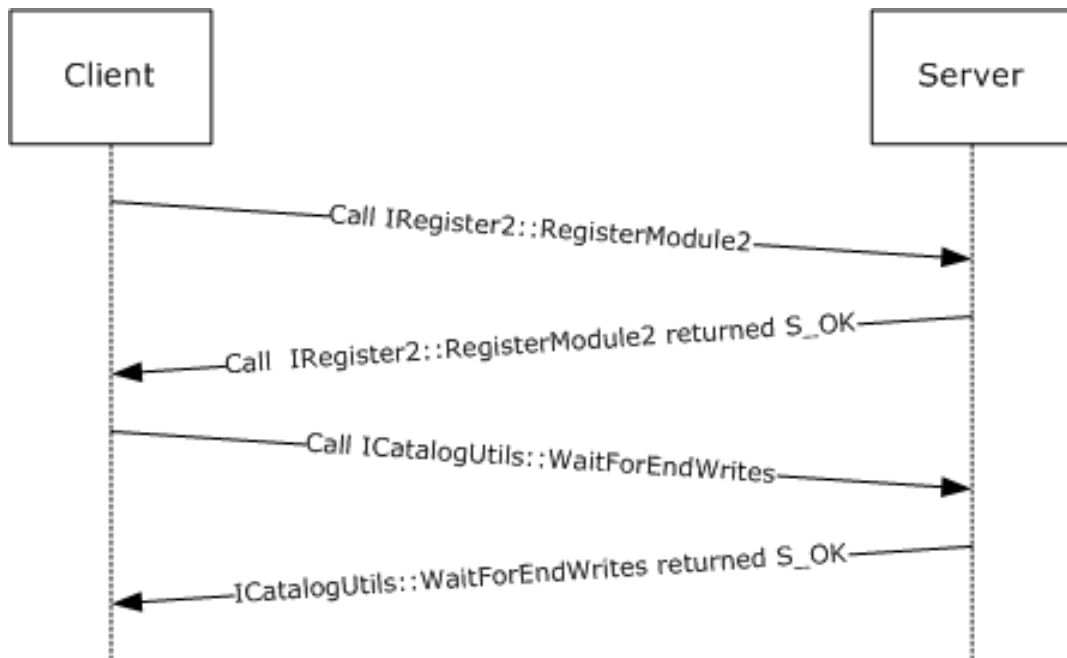 Client
Server
Call IRegister2::RegisterModule2
Call  IRegister2::RegisterModule2 returned S_OK
Call ICatalogUtils::WaitForEndWrites
ICatalogUtils::WaitForEndWrites returned S_OK